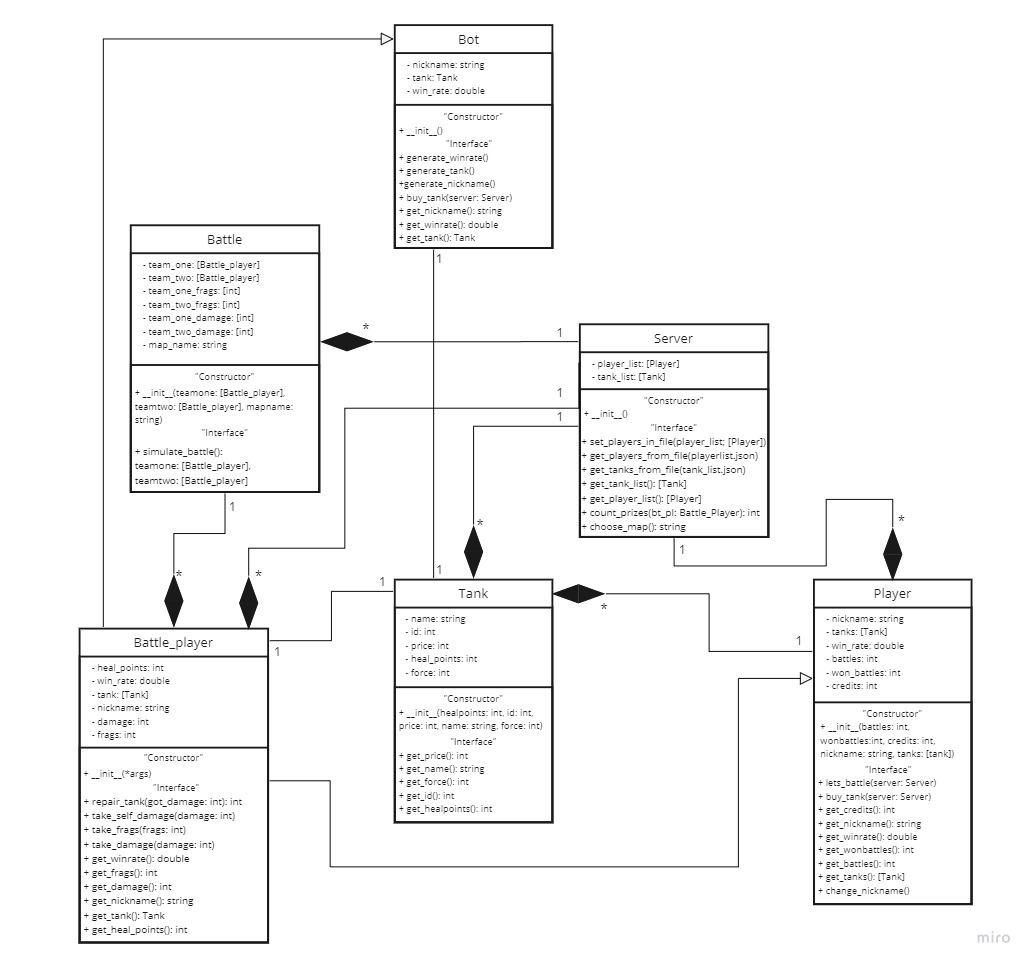 Bot
- nickname: string
- tank: Tank
- win_rate: double
"Constructor"
+ __init__()
"Interface"
+ generate_winrate()
+ generate_tank()
+generate_nickname()
+ buy_tank(server: Server)
+ get_nickname(): string
+ get_winrate(): double
+ get_tank(): Tank
1
Battle
- team_one: [Battle_player]
- team_two: [Battle_player]
- team_one_frags: [int]
- team_two_frags: [int]
- team_one_damage: [int]
- team_two_damage: [int]
- map_name: string
"Constructor"
+ __init__(teamone: [Battle_player],
teamtwo: [Battle_player], mapname:
string)
"Interface"
+ simulate_battle():
teamone: [Battle_player],
teamtwo: [Battle_player]
1
*
1
1
1
Server
- player_list: [Player]
- tank_list: [Tank]
"Constructor"
+ __init__()
"Interface"
+ set_players_in_file(player_list; [Player])
+ get_players_from_file(playerlist.json)
+ get_tanks_from_file(tank_list.json)
+ get_tank_list(): [Tank]
+ get_player_list(): [Player]
+ count_prizes(bt_pl: Battle_Player): int
+ choose_map(): string
1
*
*
*
*
1
1
1
Battle_player
- heal_points: int
- win_rate: double
- tank: [Tank]
- nickname: string
- damage: int
- frags: int
"Constructor"
+ __init__(*args)
"Interface"
+ repair_tank(got_damage: int): int
+ take_self_damage(damage: int)
+ take_frags(frags: int)
+ take_damage(damage: int)
+ get_winrate(): double
+ get_frags(): int
+ get_damage(): int
+ get_nickname(): string
+ get_tank(): Tank
+ get_heal_points(): int
Tank
- name: string
- id: int
- price: int
- heal_points: int
- force: int
"Constructor"
+ __init__(healpoints: int, id: int,
price: int, name: string, force: int)
"Interface"
+ get_price(): int
+ get_name(): string
+ get_force(): int
+ get_id(): int
+ get_healpoints(): int
*
1
Player
- nickname: string
- tanks: [Tank]
- win_rate: double
- battles: int
- won_battles: int
- credits: int
"Constructor"
+ __init__(battles: int,
wonbattles:int, credits: int,
nickname: string, tanks: [tank])
"Interface"
+ lets_battle(server: Server)
+ buy_tank(server: Server)
+ get_credits(): int
+ get_nickname(): string
+ get_winrate(): double
+ get_wonbattles(): int
+ get_battles(): int
+ get_tanks(): [Tank]
+ change_nickname()
miro